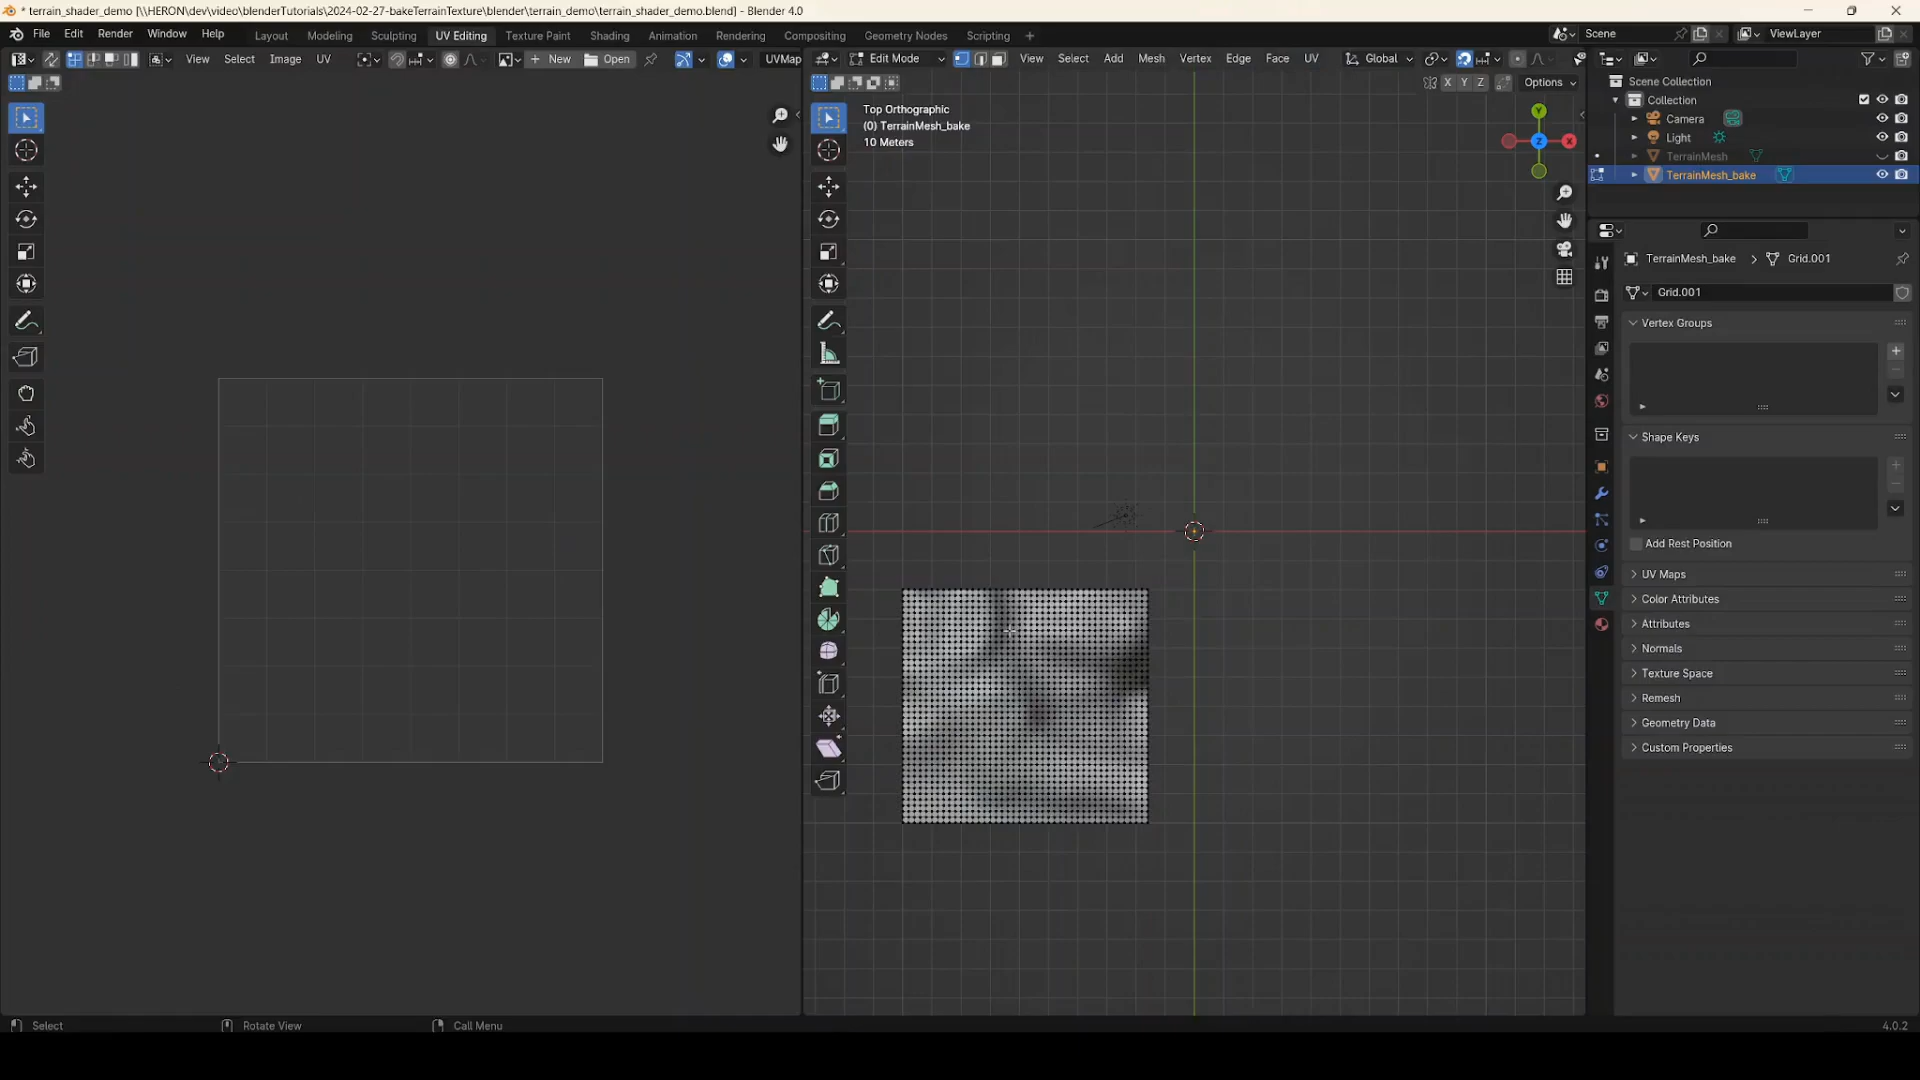 * terrain_shader_demo [\\HERON\dev\video\blenderTutorials\2024-02-27-bakeTerrainTexture\blender\terrain_demo\terrain_shader_demo.blend] - Blender 4.0
File Edit Render Window Help Layout Modeling Sculpting UV Editing Texture Paint Shading Animation Rendering Compositing Geometry Nodes Scripting + Scene ViewLayer
View Select Image UV New Open UVMap Edit Mode View Select Add Mesh Vertex Edge Face UV Global
X Y Z Options
Scene Collection
Collection
Camera
Light
TerrainMesh
TerrainMesh_bake
Top Orthographic
(0) TerrainMesh_bake
10 Meters
Y
Z X
TerrainMesh_bake > Grid.001
Grid.001
Vertex Groups
Shape Keys
Add Rest Position
UV Maps
Color Attributes
Attributes
Normals
Texture Space
Remesh
Geometry Data
Custom Properties
Select Rotate View Call Menu 4.0.2